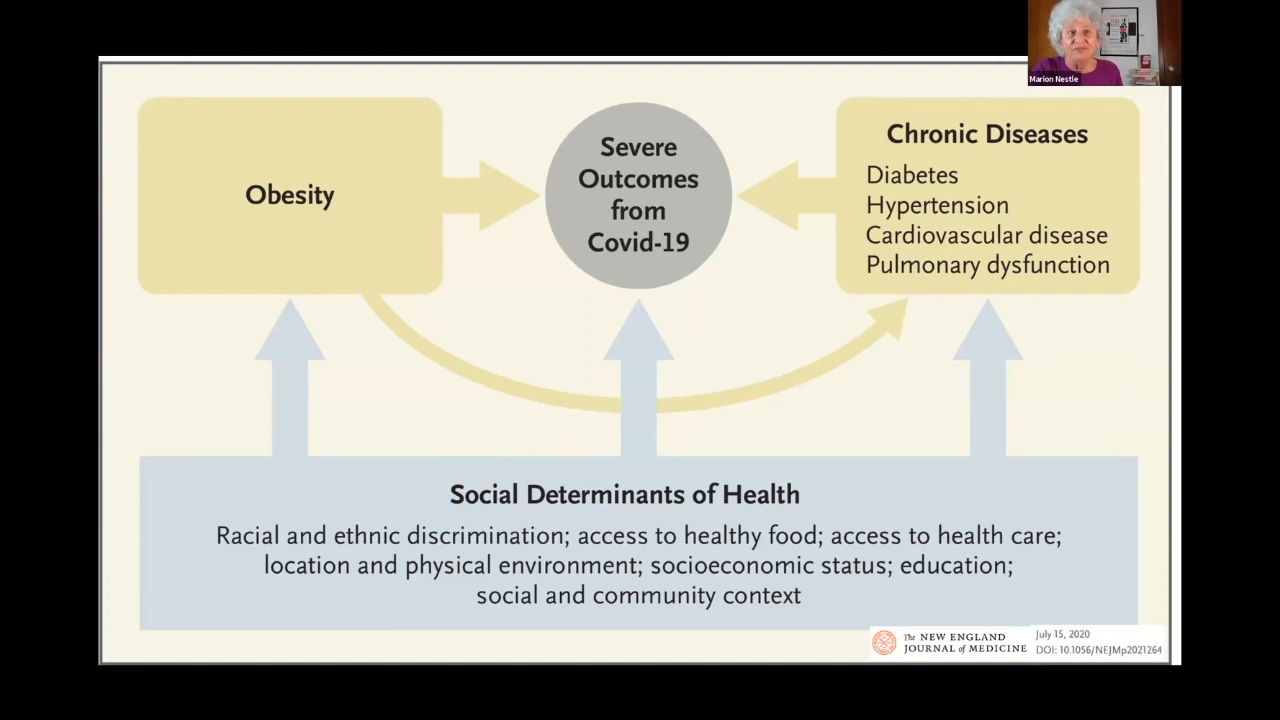 Marion Nestle
Obesity
Severe
Outcomes
from
Covid-19
Chronic Diseases
Diabetes
Hypertension
Cardiovascular disease
Pulmonary dysfunction
Social Determinants of Health
Racial and ethnic discrimination; access to healthy food; access to health care;
location and physical environment; socioeconomic status; education;
social and community context
The NEW ENGLAND
JOURNAL of MEDICINE
July 15, 2020
DOI: 10.1056/NEJMp2021264